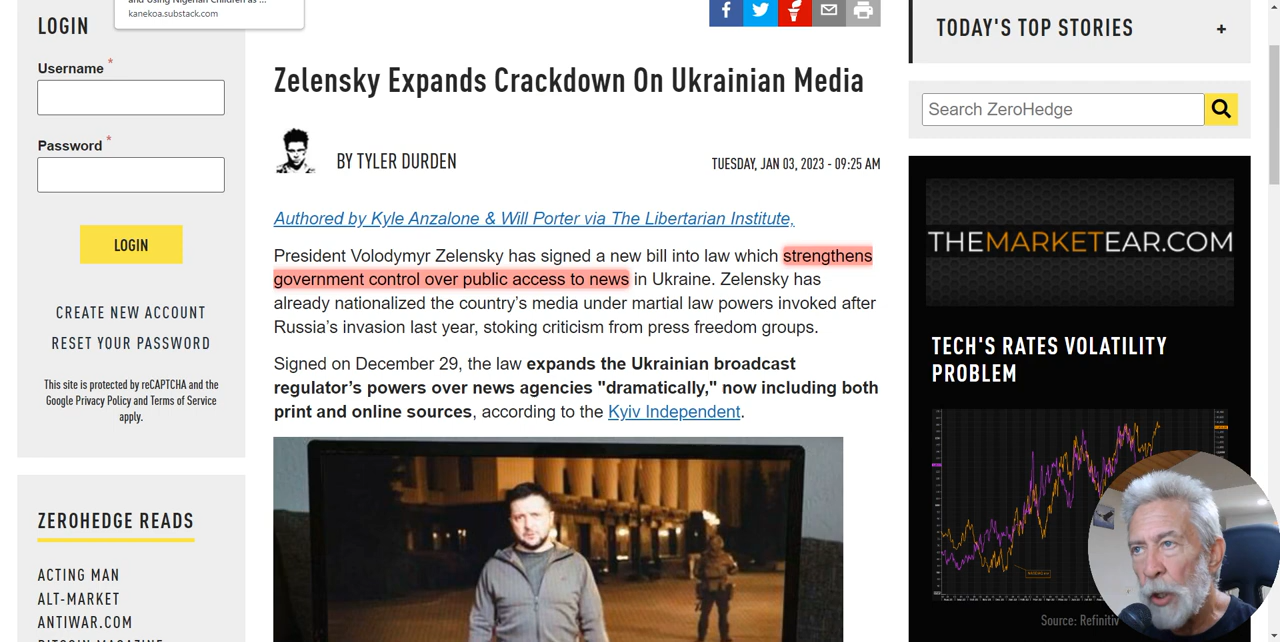 and Using Nigerian Children as ...
kanekoa.substack.com
LOGIN
Username *
Password *
LOGIN
CREATE NEW ACCOUNT
RESET YOUR PASSWORD
This site is protected by reCAPTCHA and the
Google Privacy Policy and Terms of Service
apply.
ZEROHEDGE READS
ACTING MAN
ALT-MARKET
ANTIWAR.COM
BITCOIN MAGAZINE
Zelensky Expands Crackdown On Ukrainian Media
BY TYLER DURDEN
TUESDAY, JAN 03, 2023 - 09:25 AM
Authored by Kyle Anzalone & Will Porter via The Libertarian Institute,
President Volodymyr Zelensky has signed a new bill into law which strengthens
government control over public access to news in Ukraine. Zelensky has
already nationalized the country's media under martial law powers invoked after
Russia's invasion last year, stoking criticism from press freedom groups.
Signed on December 29, the law expands the Ukrainian broadcast
regulator's powers over news agencies "dramatically," now including both
print and online sources, according to the Kyiv Independent.
TODAY'S TOP STORIES +
Search ZeroHedge
THEMARKETEAR.COM
TECH'S RATES VOLATILITY
PROBLEM
Source: Refinitiv